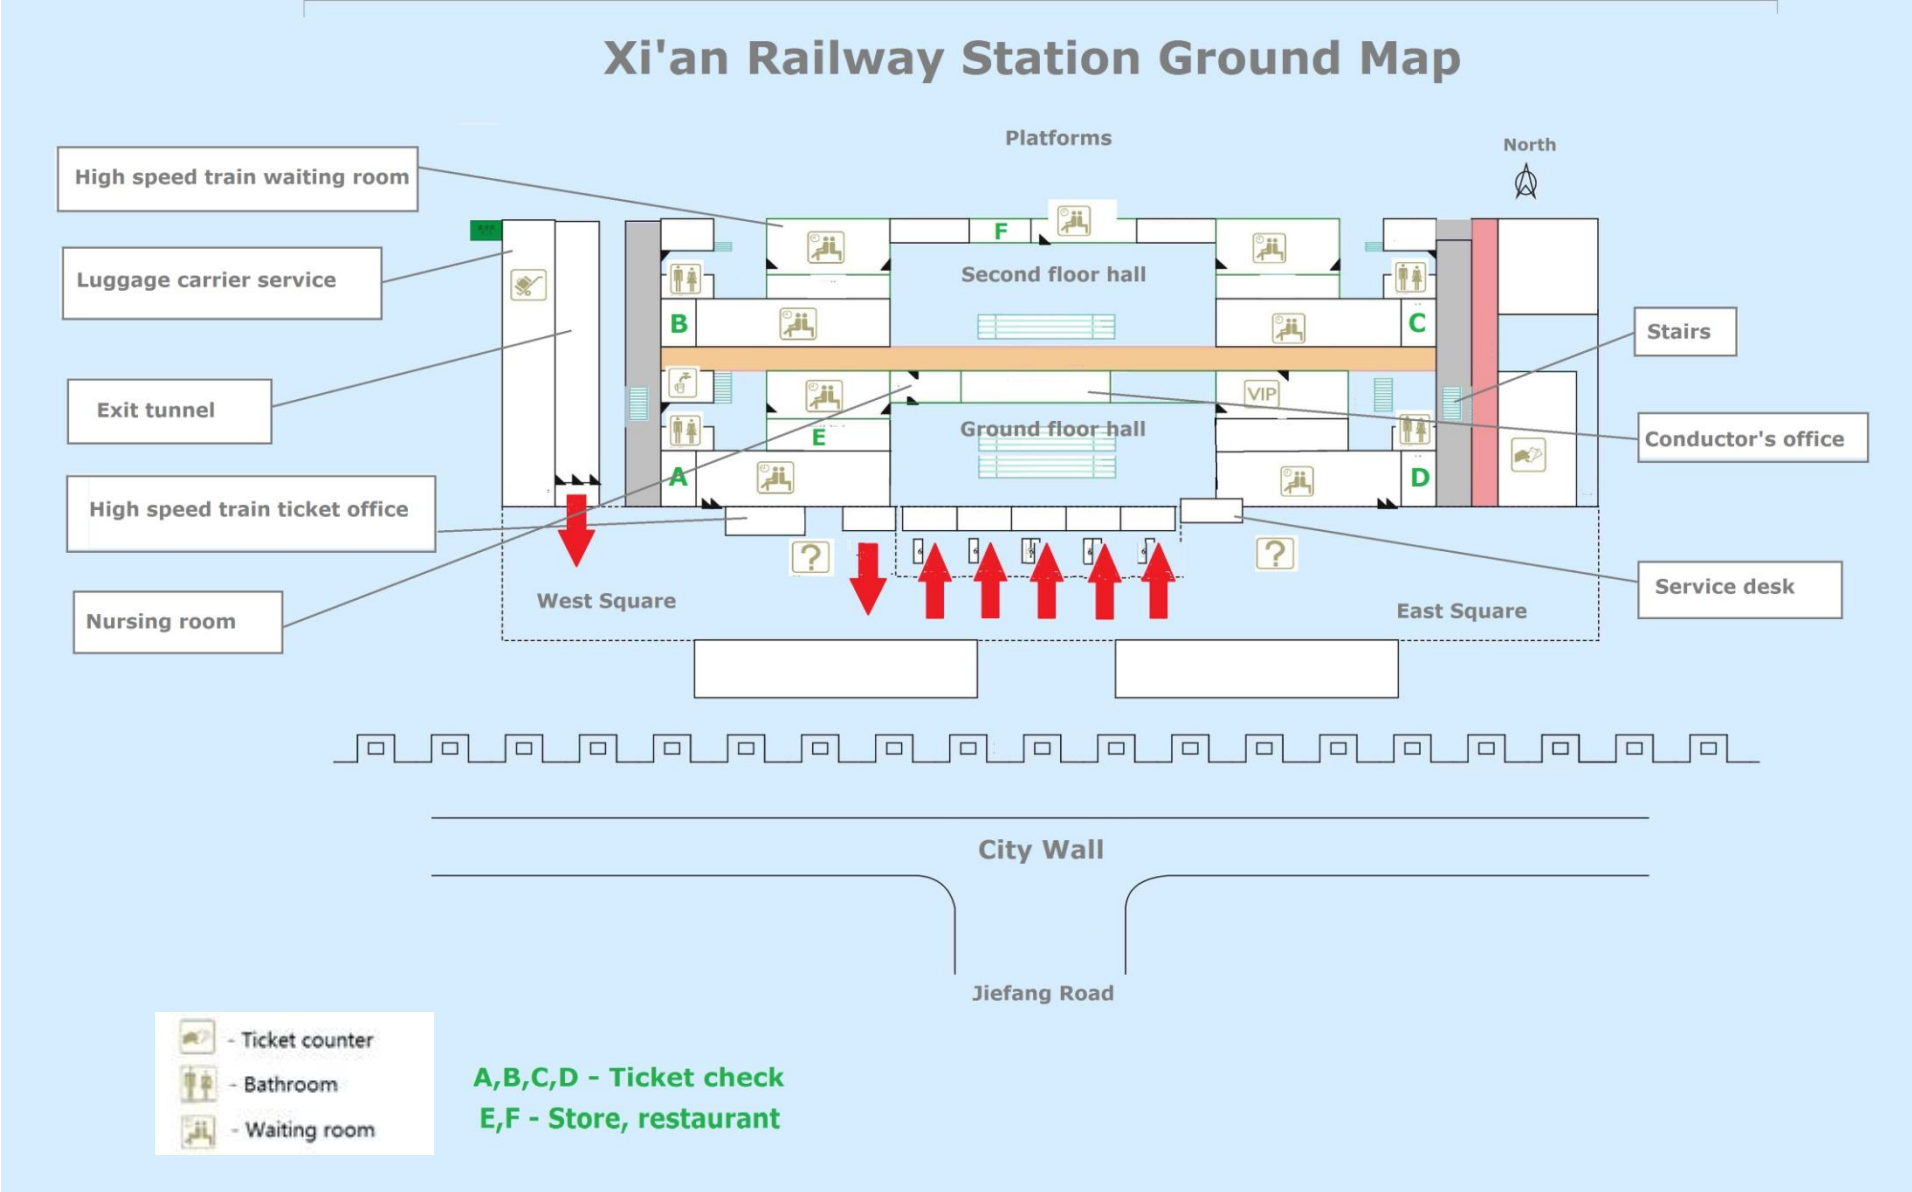 Xi'an Railway Station Ground Map
Platforms
North
High speed train waiting room
F
Second floor hall
Luggage carrier service
B
C
Stairs
Exit tunnel
VIP
E
Ground floor hall
Conductor's office
A
D
High speed train ticket office
?
?
Service desk
West Square
East Square
Nursing room
City Wall
Jiefang Road
- Ticket counter
- Bathroom
- Waiting room
A,B,C,D - Ticket check
E,F - Store, restaurant